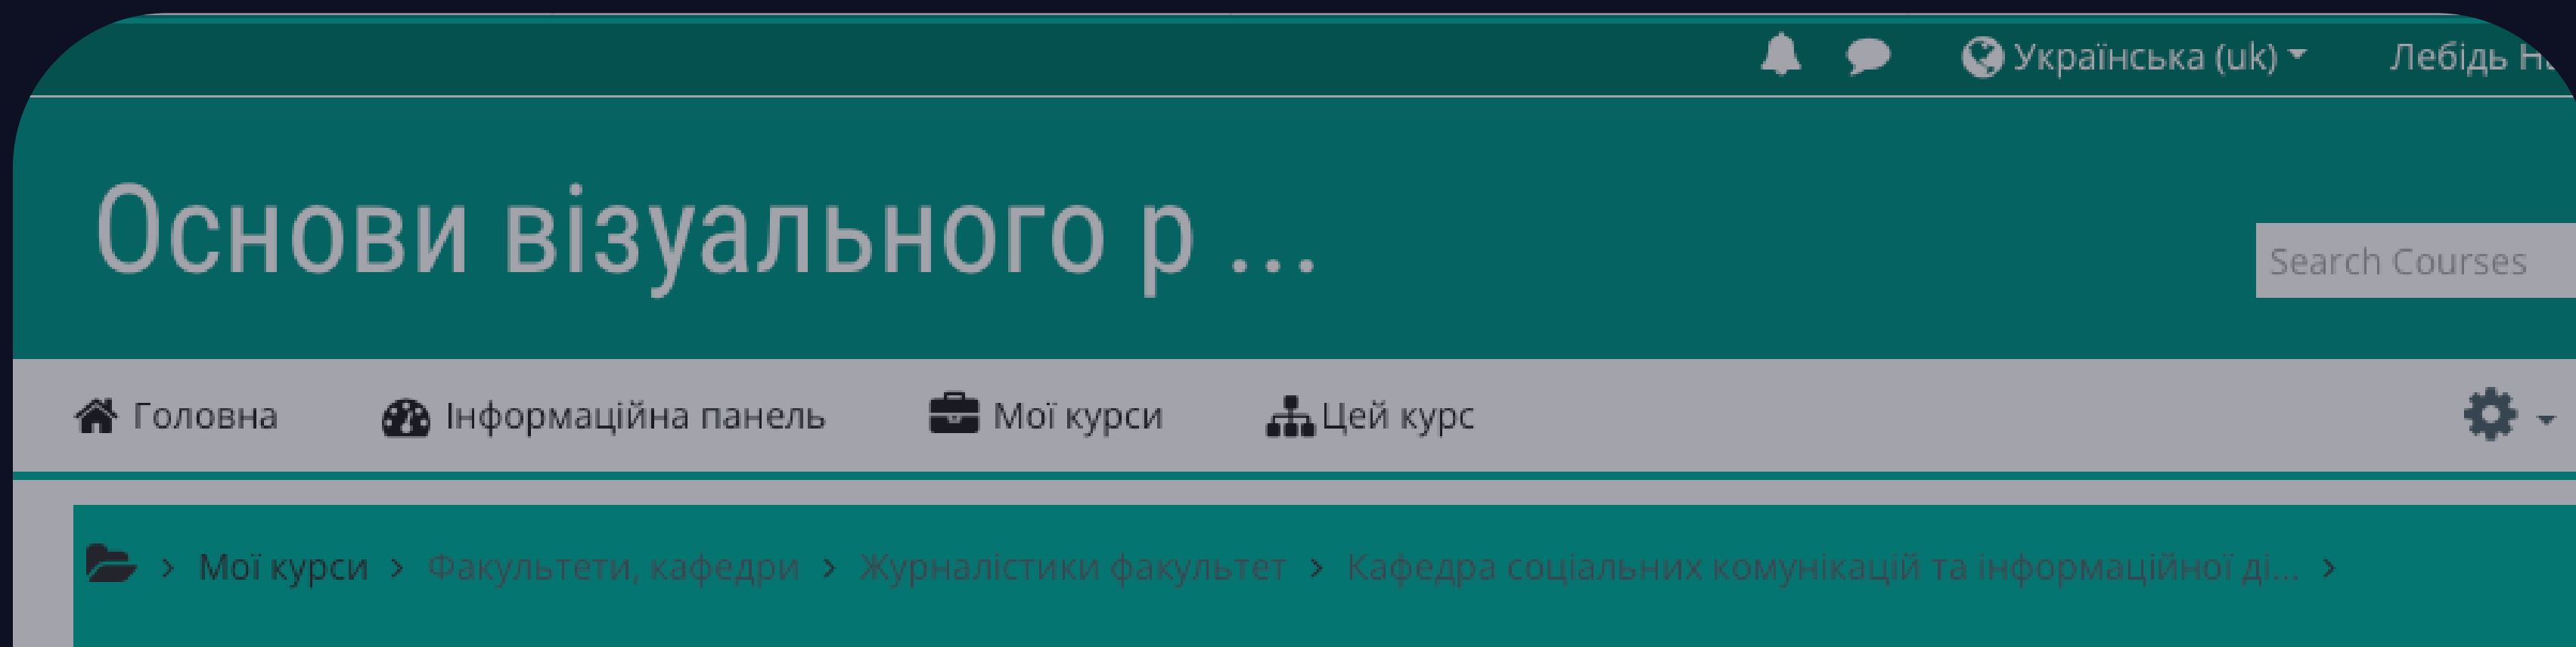 Українська (uk) Лебідь
Основи візуального р ...
Search Courses
Головна Інформаційна панель Мої курси Цей курс
Мої курси > Факультети, кафедри > Журналістики факультет > Кафедра соціальних комунікацій та інформаційної ді... >